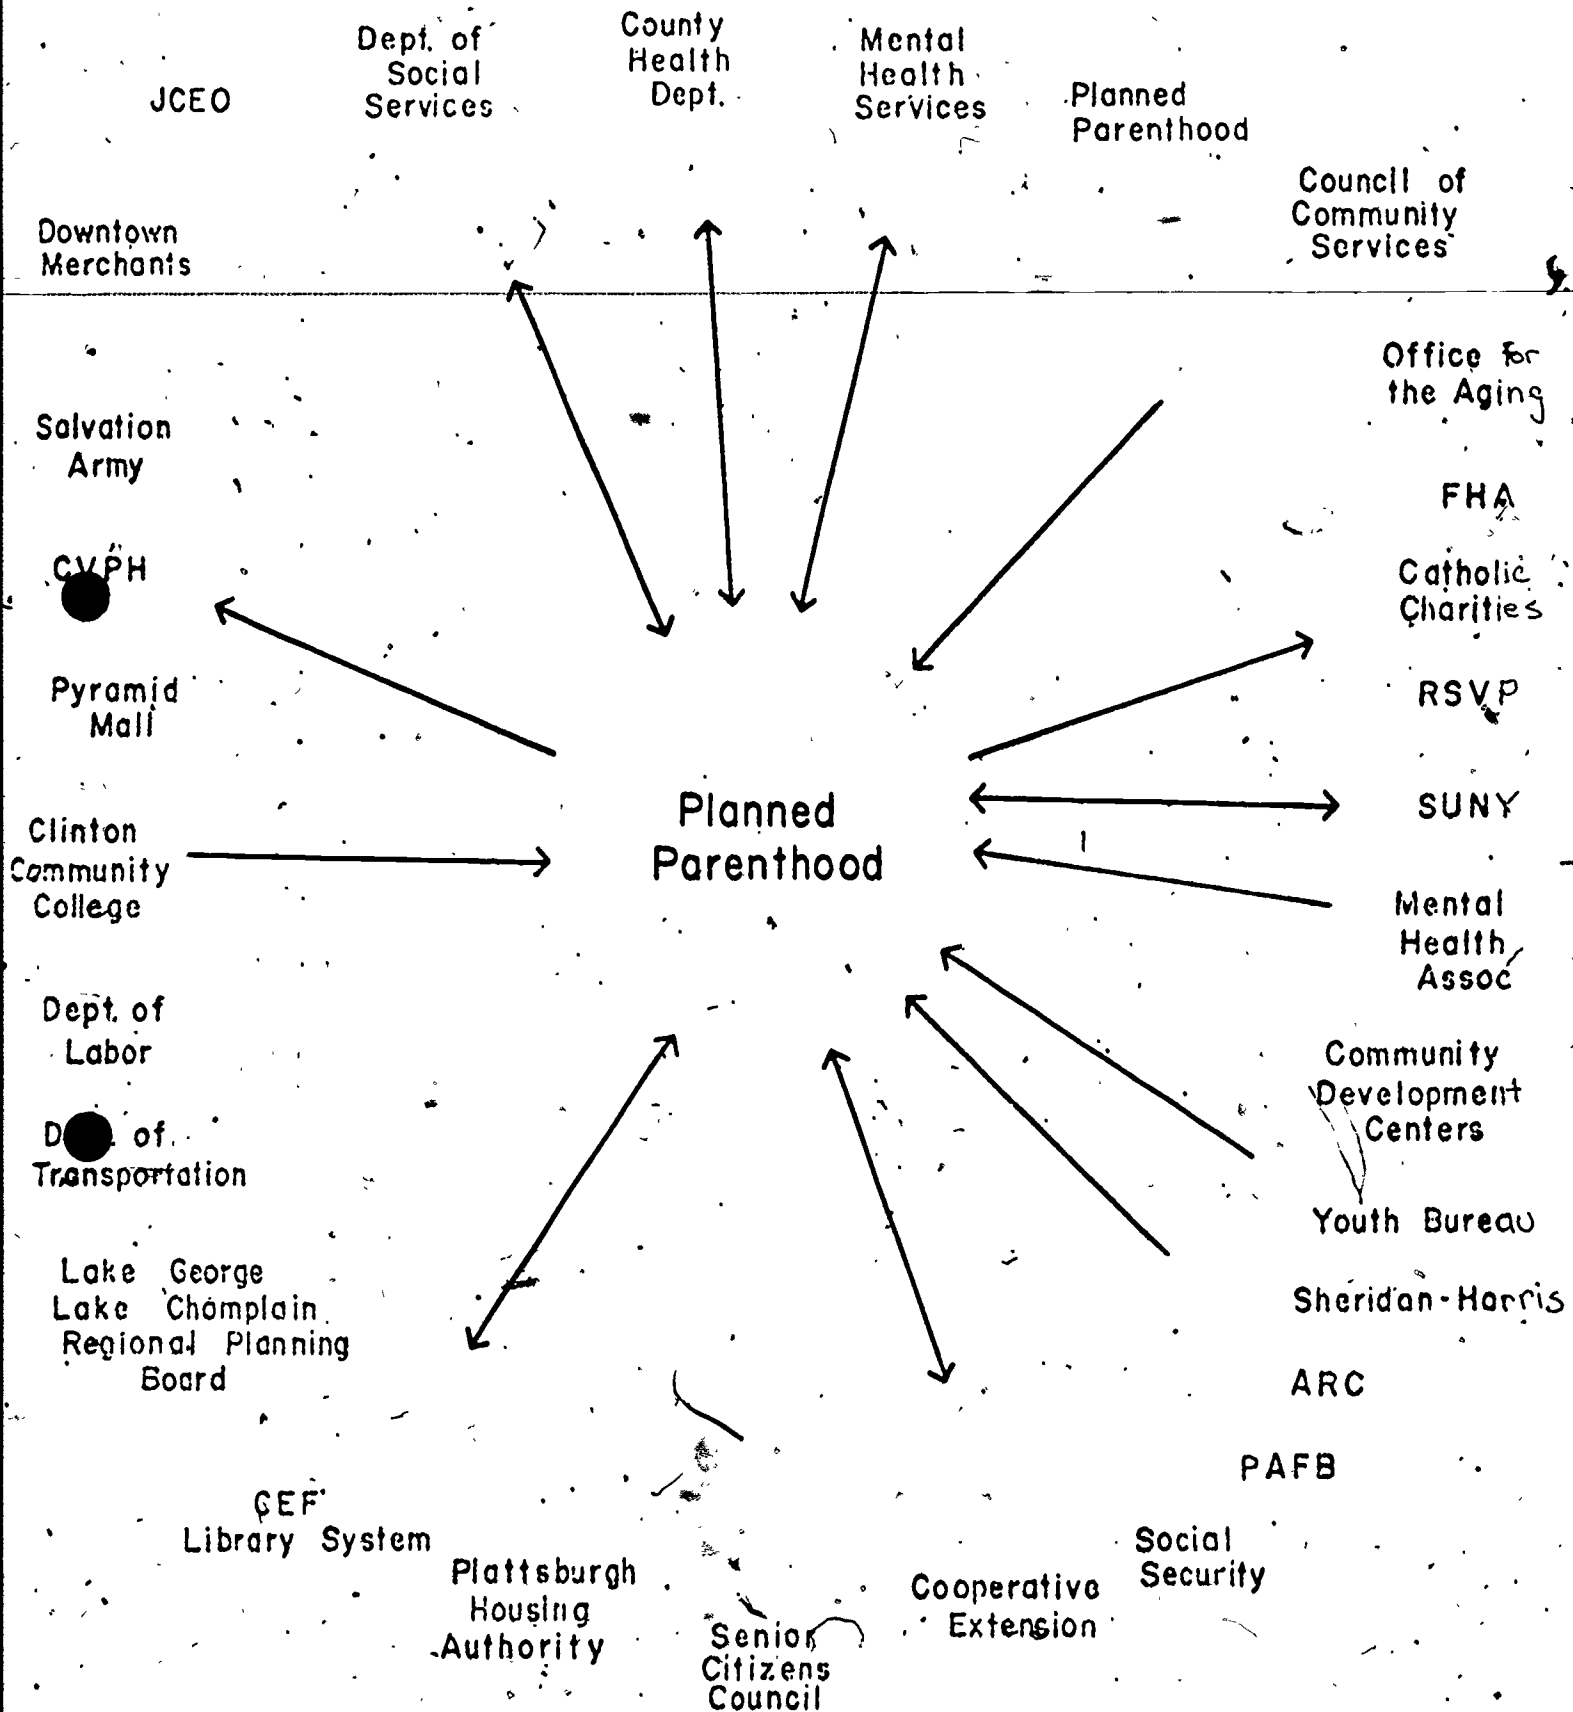 JCEO
Dept. of
Social
Services
County
Health
Dept.
Mental
Health
Services
Planned
Parenthood
Council of
Community
Services
Downtown
Merchants
Office for
the Aging
Salvation
Army
FHA
CVPH
Catholic
Charities
Pyramid
Mall
RSVP
Planned
Parenthood
SUNY
Clinton
Community
College
Mental
Health
Assoc
Dept. of
Labor
Community
Development
Centers
of
Transportation
Youth Bureau
Lake George
Lake Champlain
Regional Planning
Board
Sheridan-Harris
ARC
PAFB
CEF
Library System
Plattsburgh
Housing
Authority
Senior
Citizens
Council
Cooperative
Extension
Social
Security